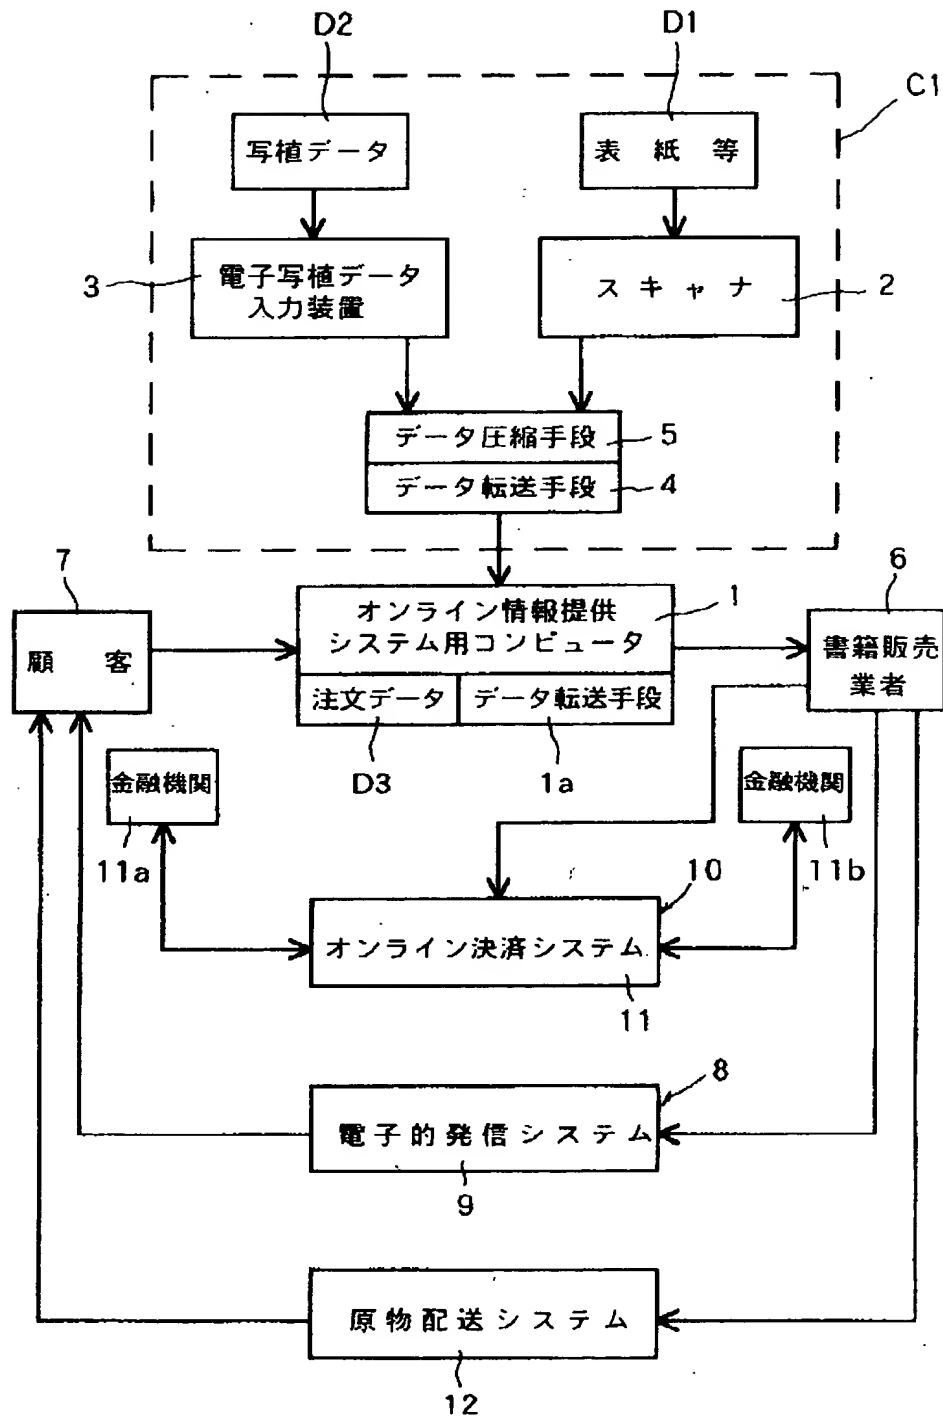 D2
D1
C1
写植データ
表紙等
3
電子写植データ
入力装置
スキャナ
2
データ圧縮手段
5
データ転送手段
4
7
6
オンライン情報提供
システム用コンピュータ
1
顧客
書籍販売
業者
注文データ
データ転送手段
D3
1a
金融機関
金融機関
11a
11b
10
オンライン決済システム
11
8
電子的発信システム
9
原物配送システム
12